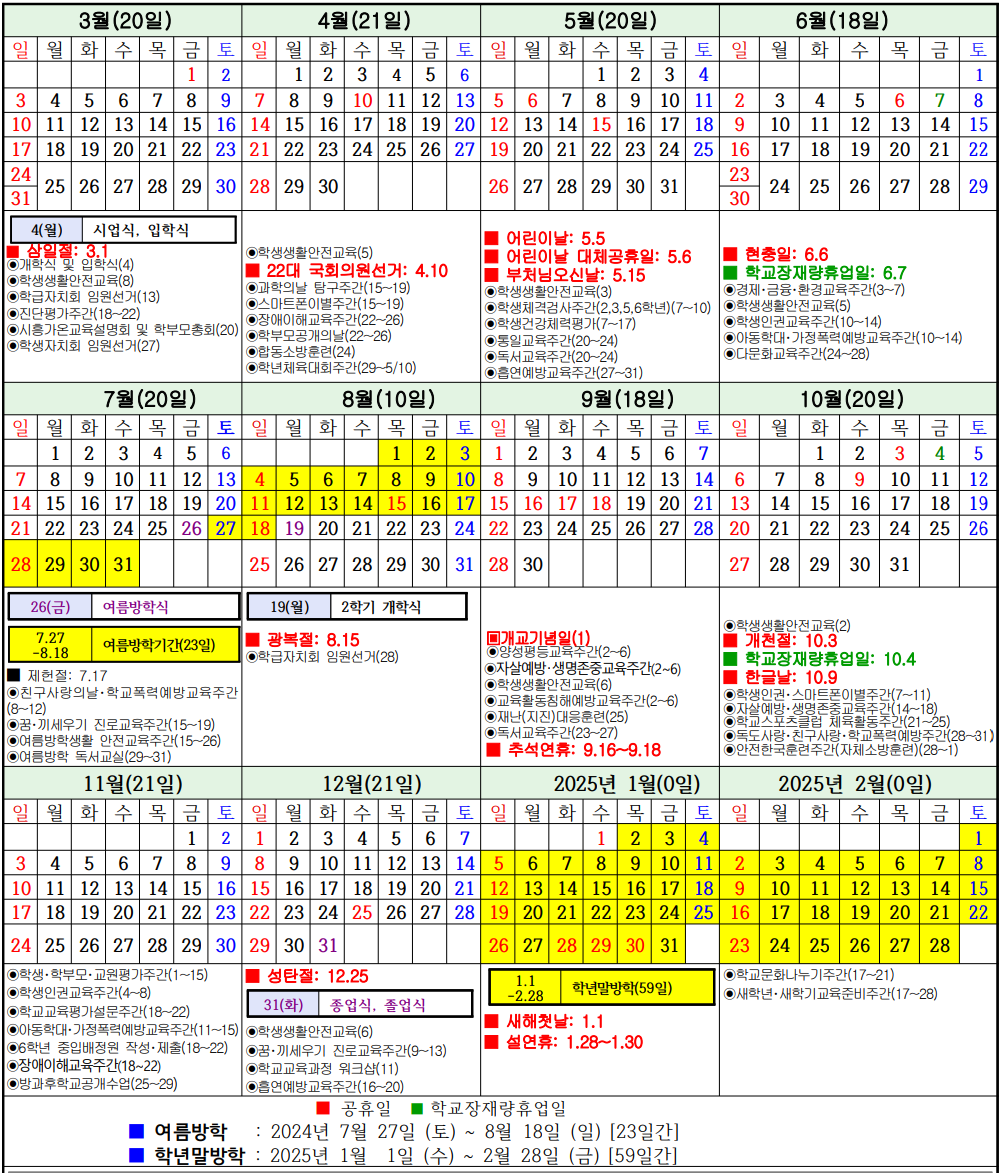 3월(20일) 4월(21일) 5월(20일) 6월(18일)
일 월 화 수 목 금 토 일 월 화 수 목 금 토 일 월 화 수 목 금 토 일 월 화 수 목 금 토
1 2 1 2 3 4 5 6 1 2 3 4 1
3 4 5 6 7 8 9 7 8 9 10 11 12 13 5 6 7 8 9 10 11 2 3 4 5 6 7 8
10 11 12 13 14 15 16 14 15 16 17 18 19 20 12 13 14 15 16 17 18 9 10 11 12 13 14 15
17 18 19 20 21 22 23 21 22 23 24 25 26 27 19 20 21 22 23 24 25 16 17 18 19 20 21 22
24 31 25 26 27 28 29 30 28 29 30 26 27 28 29 30 31 23 30 24 25 26 27 28 29
4(월) 시업식, 입학식
■ 삼일절: 3.1
◉개학식 및 입학식(4)
◉학생생활안전교육(8)
◉학급자치회 임원선거(13)
◉진단평가주간(18~22)
◉시흥가온교육설명회 및 학부모총회(20)
◉학생자치회 임원선거(27)
◉학생생활안전교육(5)
■ 22대 국회의원선거: 4.10
◉과학의날 탐구주간(15~19)
◉스마트폰이별주간(15~19)
◉장애이해교육주간(22~26)
◉학부모공개의날(22~26)
◉합동소방훈련(24)
◉학년체육대회주간(29~5/10)
■ 어린이날: 5.5
■ 어린이날 대체공휴일: 5.6
■ 부처님오신날: 5.15
◉학생생활안전교육(3)
◉학생체격검사주간(2,3,5,6학년)(7~10)
◉학생건강체력평가(7~17)
◉통일교육주간(20~24)
◉독서교육주간(20~24)
◉흡연예방교육주간(27~31)
■ 현충일: 6.6
■ 학교장재량휴업일: 6.7
◉경제·금융·환경교육주간(3~7)
◉학생생활안전교육(5)
◉학생인권교육주간(10~14)
◉아동학대·가정폭력예방교육주간(10~14)
◉다문화교육주간(24~28)
7월(20일) 8월(10일) 9월(18일) 10월(20일)
일 월 화 수 목 금 토 일 월 화 수 목 금 토 일 월 화 수 목 금 토 일 월 화 수 목 금 토
1 2 3 4 5 6 1 2 3 1 2 3 4 5 6 7 1 2 3 4 5
7 8 9 10 11 12 13 4 5 6 7 8 9 10 8 9 10 11 12 13 14 6 7 8 9 10 11 12
14 15 16 17 18 19 20 11 12 13 14 15 16 17 15 16 17 18 19 20 21 13 14 15 16 17 18 19
21 22 23 24 25 26 27 18 19 20 21 22 23 24 22 23 24 25 26 27 28 20 21 22 23 24 25 26
28 29 30 31 25 26 27 28 29 30 31 28 30 27 28 29 30 31
26(금) 여름방학식
7.27
-8.18 여름방학기간(23일)
■ 제헌절: 7.17
◉친구사랑의날·학교폭력예방교육주간
(8~12)
◉꿈·끼세우기 진로교육주간(15~19)
◉여름방학생활 안전교육주간(15~26)
◉여름방학 독서교실(29~31)
19(월) 2학기 개학식
■ 광복절: 8.15
◉학급자치회 임원선거(28)
▣개교기념일(1)
◉양성평등교육주간(2~6)
◉자살예방·생명존중교육주간(2~6)
◉학생생활안전교육(6)
◉교육활동침해예방교육주간(2~6)
◉재난(지진)대응훈련(25)
◉독서교육주간(23~27)
■ 추석연휴: 9.16~9.18
◉학생생활안전교육(2)
■ 개천절: 10.3
■ 학교장재량휴업일: 10.4
■ 한글날: 10.9
◉학생인권·스마트폰이별주간(7~11)
◉자살예방·생명존중교육주간(14~18)
◉학교스포츠클럽 체육활동주간(21~25)
◉독도사랑·친구사랑·학교폭력예방주간(28~31)
◉안전한국훈련주간(자체소방훈련)(28~1)
11월(21일) 12월(21일) 2025년 1월(0일) 2025년 2월(0일)
일 월 화 수 목 금 토 일 월 화 수 목 금 토 일 월 화 수 목 금 토 일 월 화 수 목 금 토
1 2 1 2 3 4 5 6 7 1 2 3 4 1
3 4 5 6 7 8 9 8 9 10 11 12 13 14 5 6 7 8 9 10 11 2 3 4 5 6 7 8
10 11 12 13 14 15 16 15 16 17 18 19 20 21 12 13 14 15 16 17 18 9 10 11 12 13 14 15
17 18 19 20 21 22 23 22 23 24 25 26 27 28 19 20 21 22 23 24 25 16 17 18 19 20 21 22
24 25 26 27 28 29 30 29 30 31 26 27 28 29 30 31 23 24 25 26 27 28
◉학생·학부모·교원평가주간(1~15)
◉학생인권교육주간(4~8)
◉학교교육평가설문주간(18~22)
◉아동학대·가정폭력예방교육주간(11~15)
◉6학년 중입배정원 작성·제출(18~22)
◉장애이해교육주간(18~22)
◉방과후학교공개수업(25~29)
■ 성탄절: 12.25
31(화) 종업식, 졸업식
◉학생생활안전교육(6)
◉꿈·끼세우기 진로교육주간(9~13)
◉학교교육과정 워크샵(11)
◉흡연예방교육주간(16~20)
1.1
-2.28 학년말방학(59일)
■ 새해첫날: 1.1
■ 설연휴: 1.28~1.30
◉학교문화나누기주간(17~21)
◉새학년·새학기교육준비주간(17~28)
■ 공휴일 ■ 학교장재량휴업일
■ 여름방학 : 2024년 7월 27일 (토) ~ 8월 18일 (일) [23일간]
■ 학년말방학 : 2025년 1월 1일 (수) ~ 2월 28일 (금) [59일간]